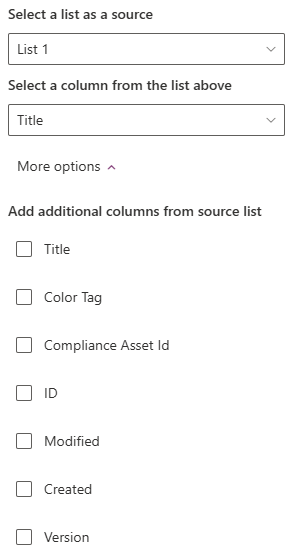 Select a list as a source
List 1
Select a column from the list above
Title
More options
Add additional columns from source list
Title
Color Tag
Compliance Asset Id
ID
Modified
Created
Version